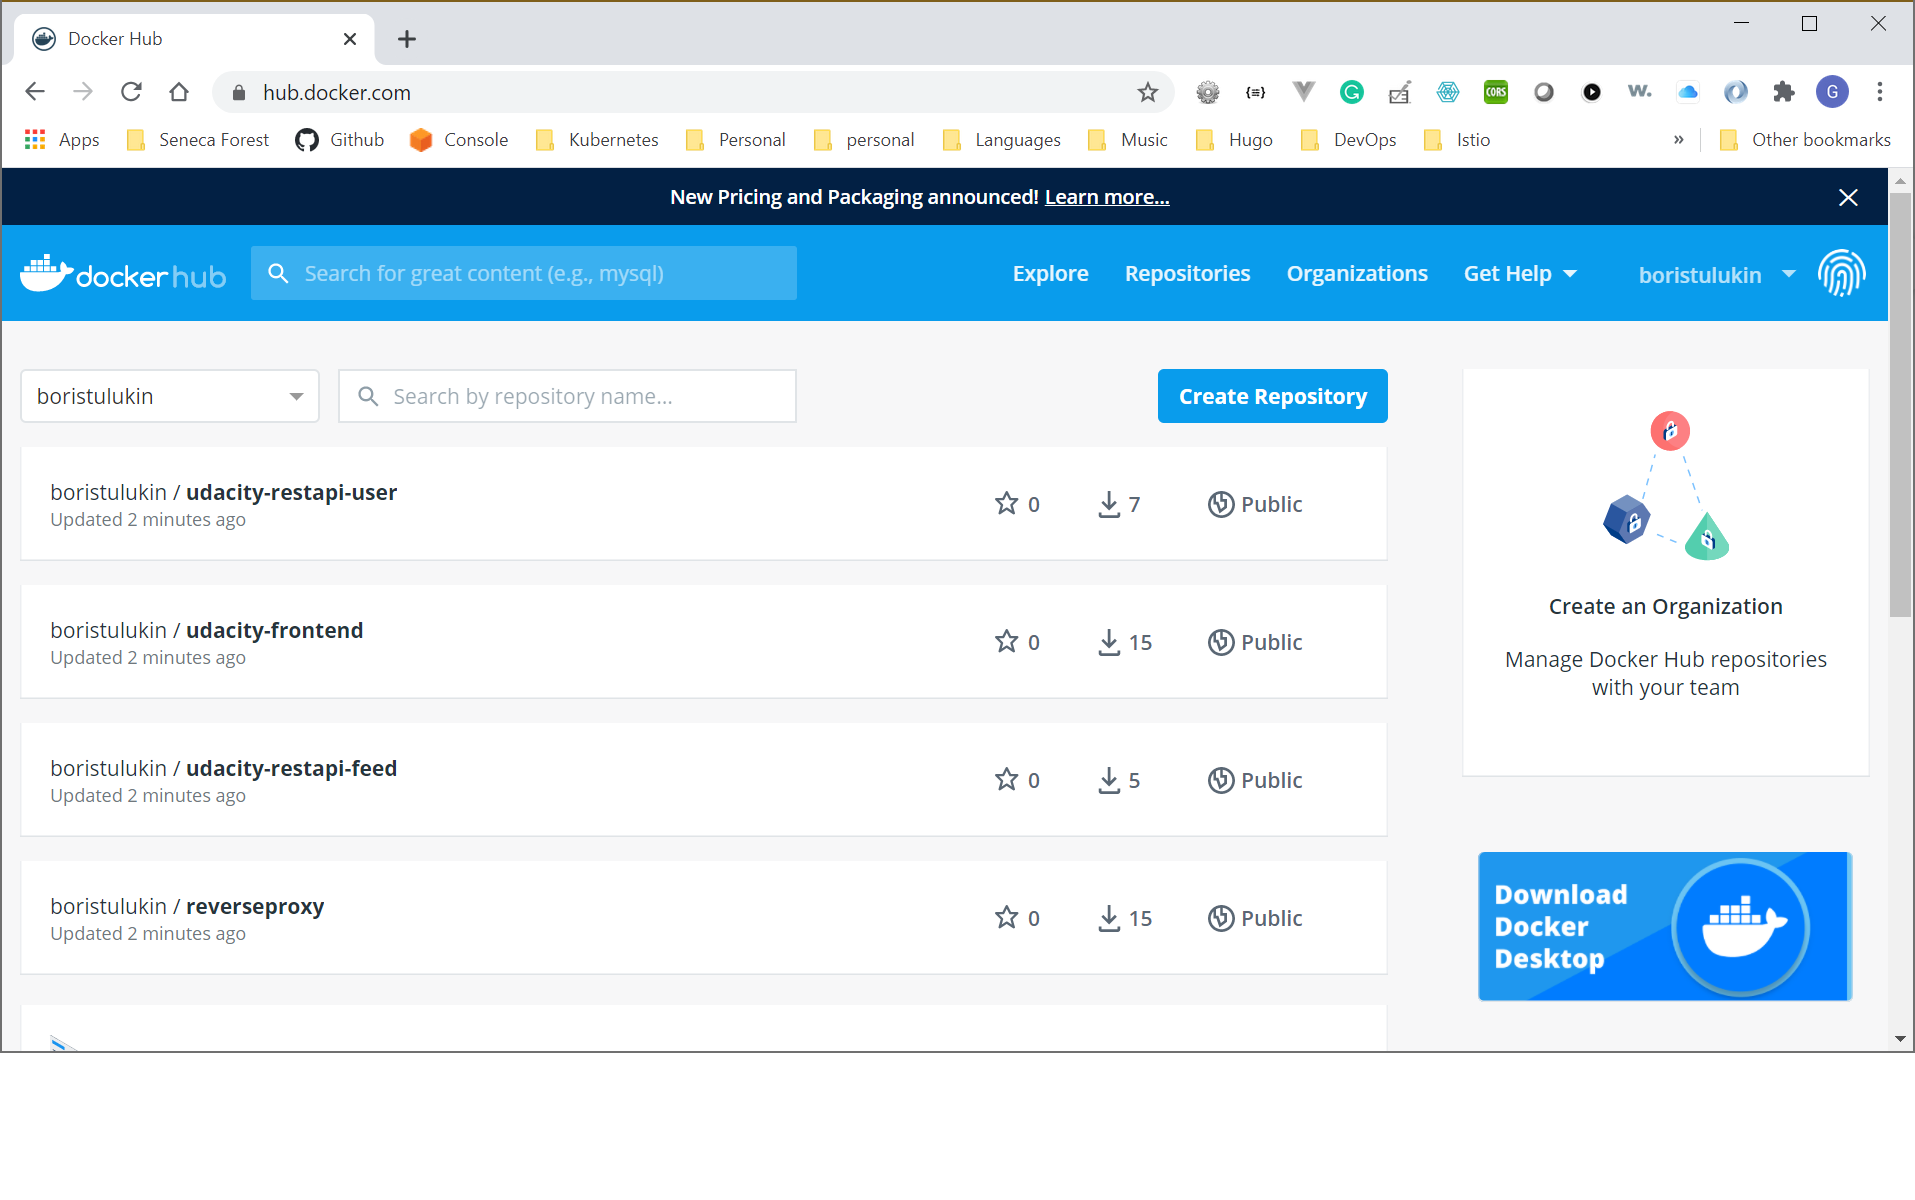 Docker Hub
hub.docker.com
{≡}
G
CORS
w.
G
Apps
Seneca Forest
Github
Console
Kubernetes
Personal
personal
Languages
Music
Hugo
DevOps
Istio
»
Other bookmarks
New Pricing and Packaging announced! Learn more...
docker hub
Search for great content (e.g., mysql)
Explore
Repositories
Organizations
Get Help
boristulukin
boristulukin
Search by repository name...
Create Repository
boristulukin / udacity-restapi-user
Updated 2 minutes ago
0
7
Public
boristulukin / udacity-frontend
Updated 2 minutes ago
0
15
Public
boristulukin / udacity-restapi-feed
Updated 2 minutes ago
0
5
Public
boristulukin / reverseproxy
Updated 2 minutes ago
0
15
Public
Create an Organization
Manage Docker Hub repositories
with your team
Download
Docker
Desktop